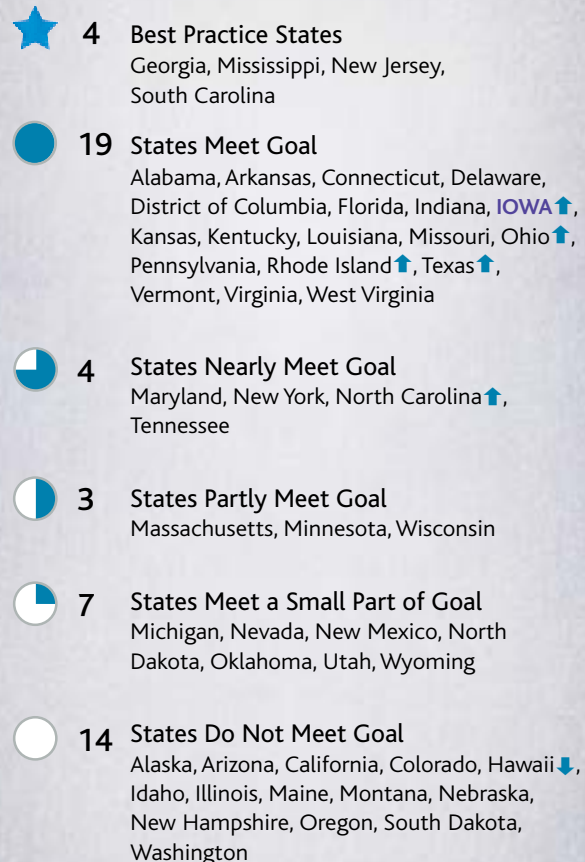 4 Best Practice States
Georgia, Mississippi, New Jersey,
South Carolina
19 States Meet Goal
Alabama, Arkansas, Connecticut, Delaware,
District of Columbia, Florida, Indiana, IOWA⬆,
Kansas, Kentucky, Louisiana, Missouri, Ohio⬆,
Pennsylvania, Rhode Island⬆, Texas⬆,
Vermont, Virginia, West Virginia
4 States Nearly Meet Goal
Maryland, New York, North Carolina⬆,
Tennessee
3 States Partly Meet Goal
Massachusetts, Minnesota, Wisconsin
7 States Meet a Small Part of Goal
Michigan, Nevada, New Mexico, North
Dakota, Oklahoma, Utah, Wyoming
14 States Do Not Meet Goal
Alaska, Arizona, California, Colorado, Hawaii⬇,
Idaho, Illinois, Maine, Montana, Nebraska,
New Hampshire, Oregon, South Dakota,
Washington